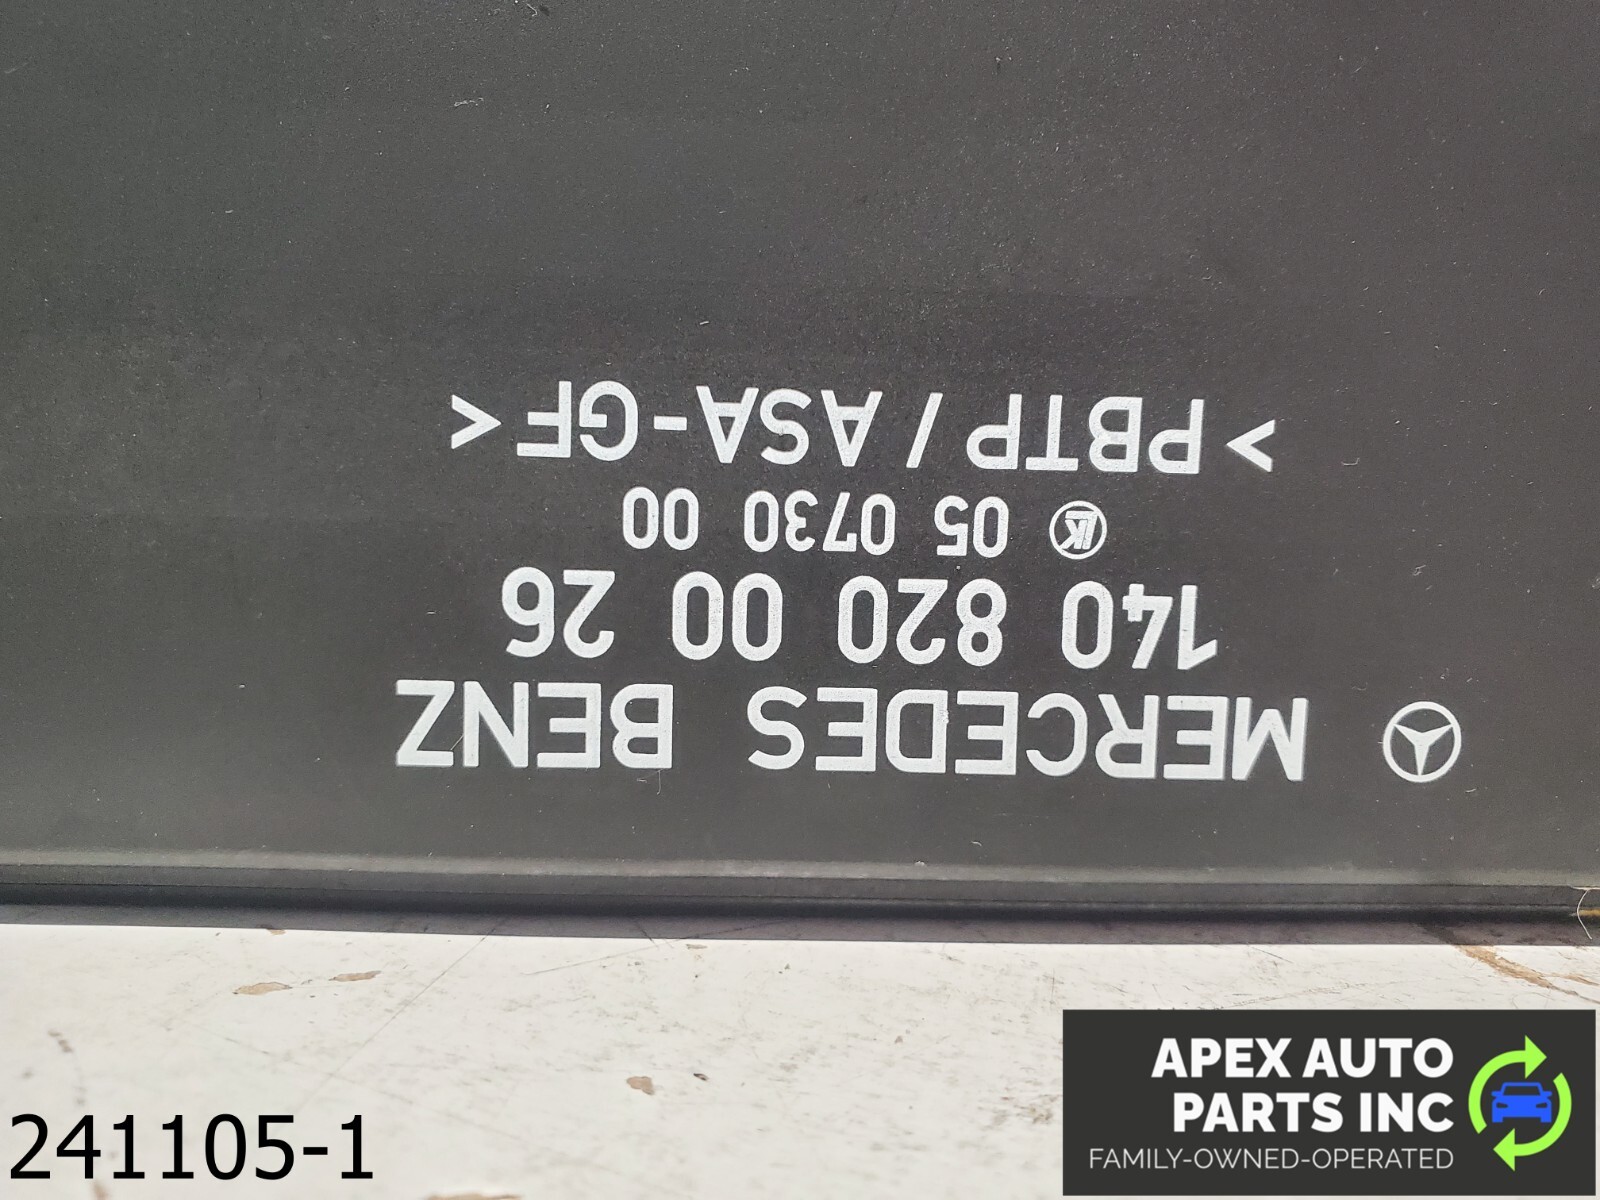 MERCEDES BENZ
140 820 00 26
IK 05 0730 00
>PBTP / ASA-GF<
241105-1
APEX AUTO
PARTS INC
FAMILY-OWNED-OPERATED